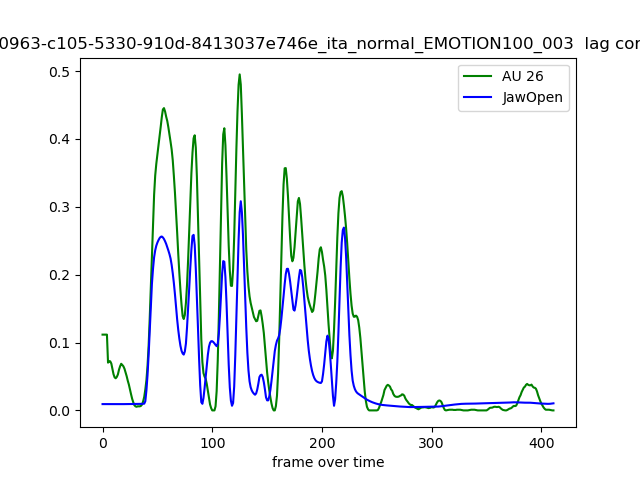 0963-c105-5330-910d-8413037e746e_ita_normal_EMOTION100_003 lag cor
0.5
0.4
0.3
0.2
0.1
0.0
AU 26
JawOpen
0 100 200 300 400
frame over time